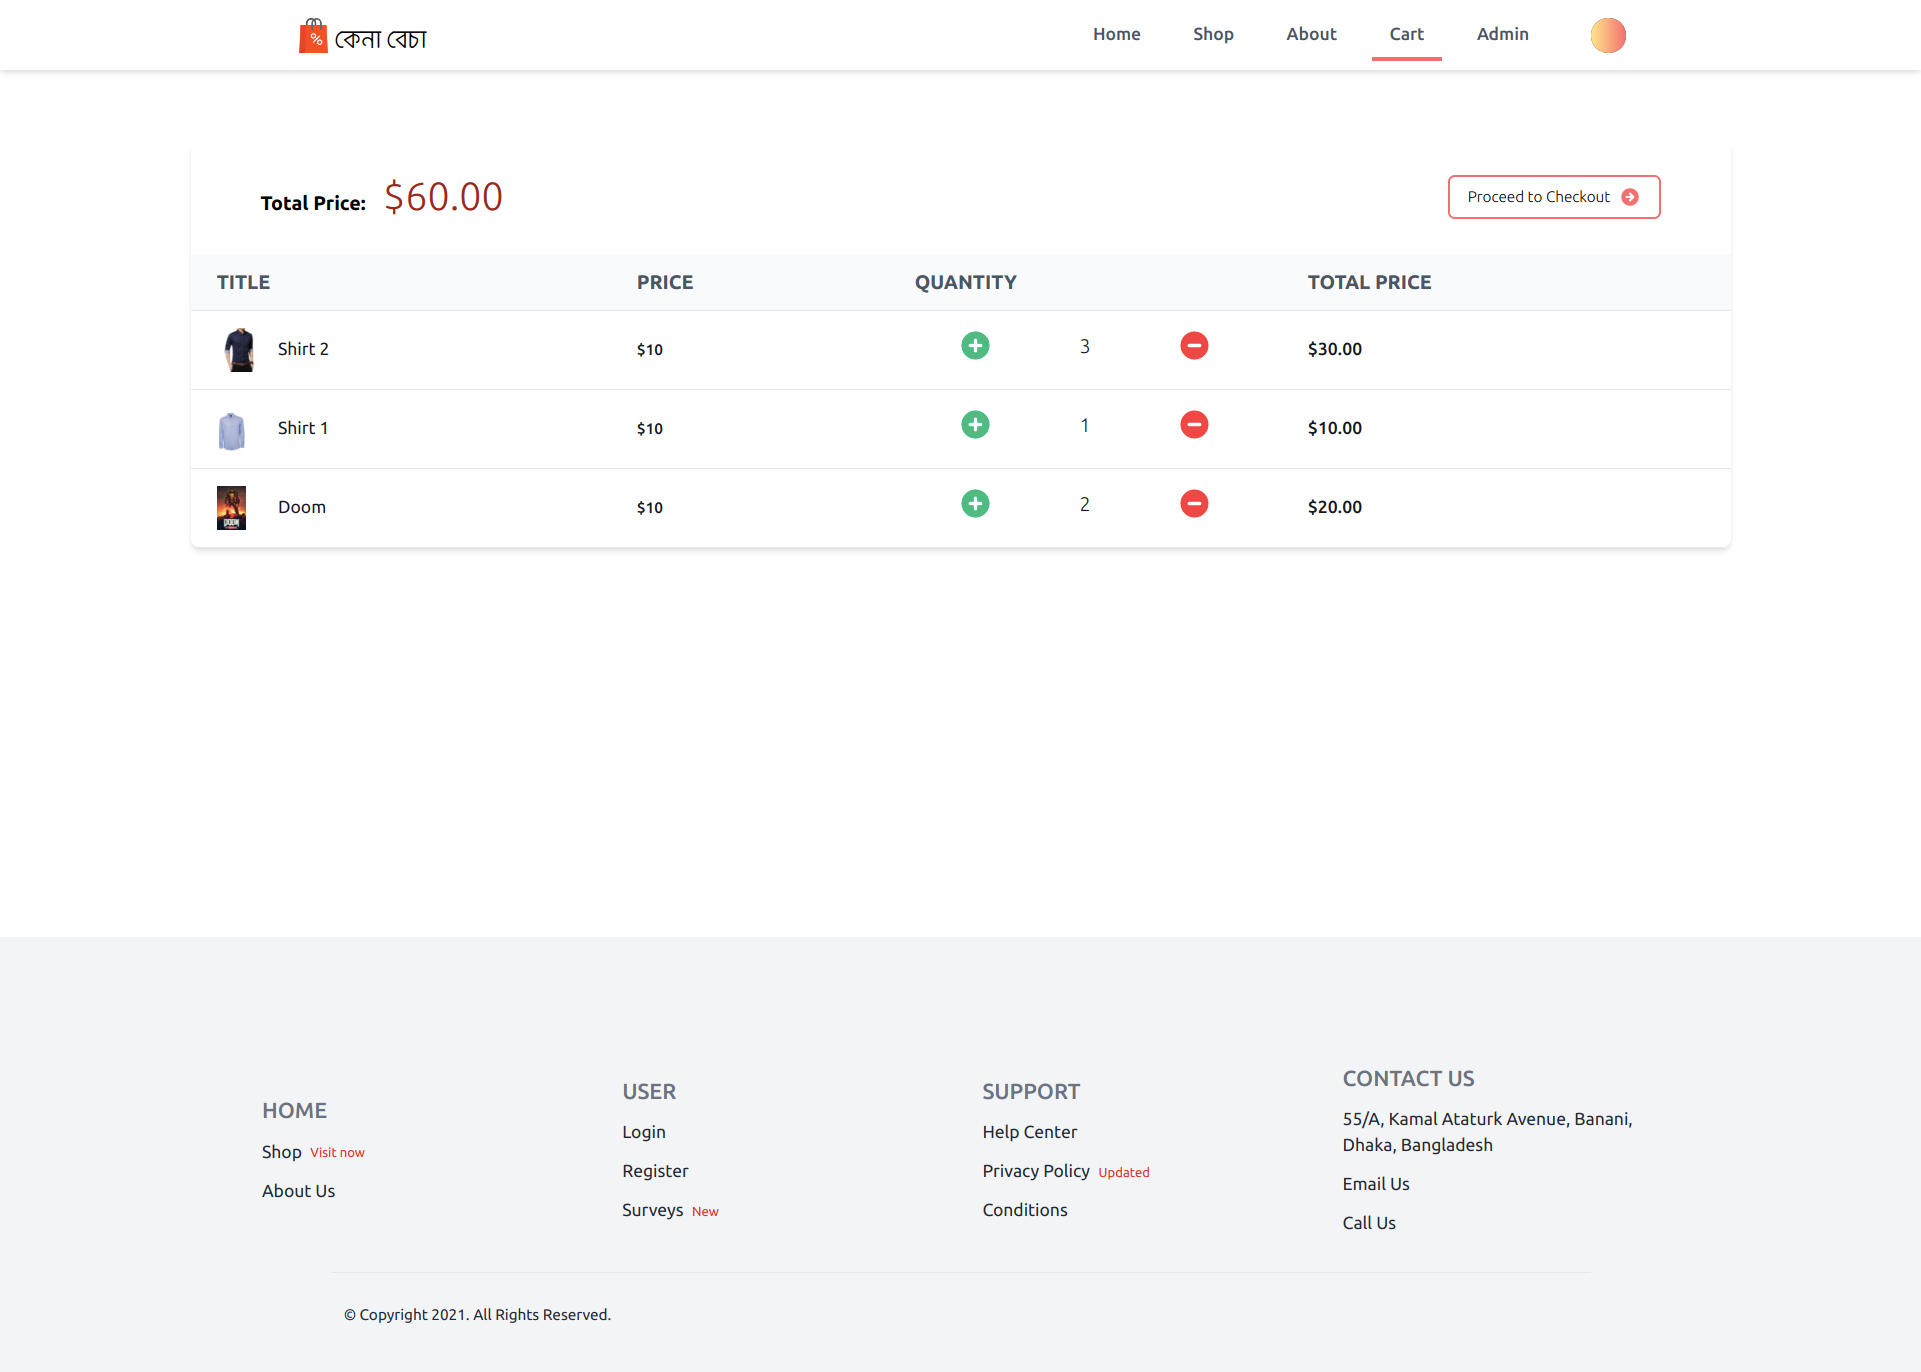 % কেনা বেচা
Home Shop About Cart Admin
Total Price: $60.00
Proceed to Checkout
TITLE PRICE QUANTITY TOTAL PRICE
Shirt 2 $10 3 $30.00
Shirt 1 $10 1 $10.00
DOOM
Doom $10 2 $20.00
HOME
Shop Visit now
About Us
USER
Login
Register
Surveys New
SUPPORT
Help Center
Privacy Policy Updated
Conditions
CONTACT US
55/A, Kamal Ataturk Avenue, Banani,
Dhaka, Bangladesh
Email Us
Call Us
© Copyright 2021. All Rights Reserved.